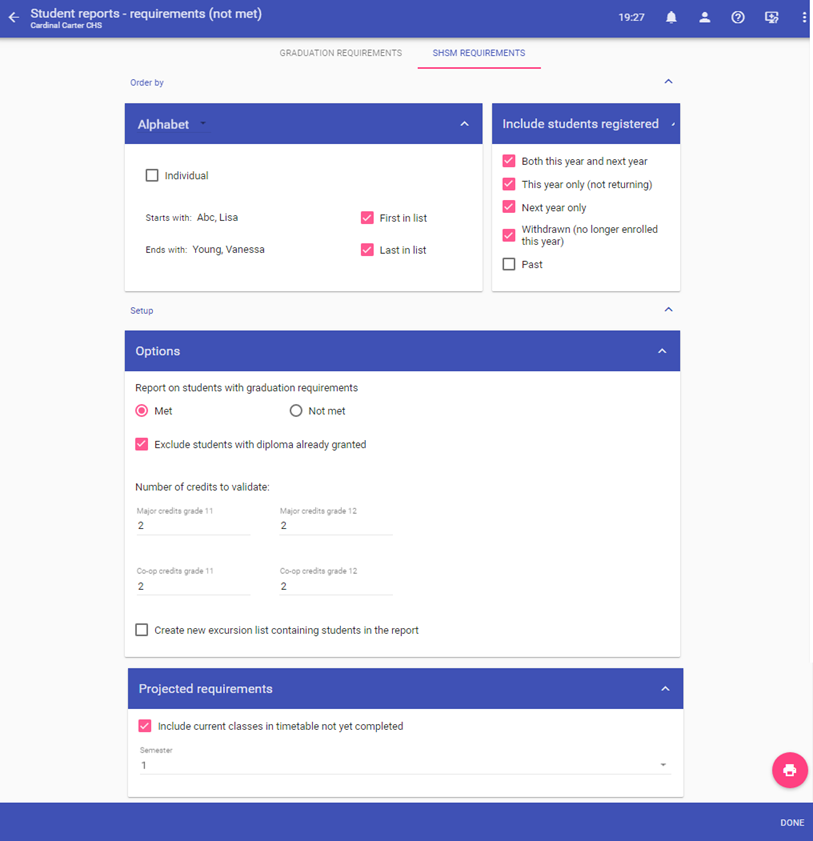 Student reports - requirements (not met)
Cardinal Carter CHS
19:27
GRADUATION REQUIREMENTS
SHSM REQUIREMENTS
Order by
Alphabet
Include students registered
Individual
Starts with: Abc, Lisa
First in list
Ends with: Young, Vanessa
Last in list
Both this year and next year
This year only (not returning)
Next year only
Withdrawn (no longer enrolled
this year)
Past
Setup
Options
Report on students with graduation requirements
Met
Not met
Exclude students with diploma already granted
Number of credits to validate:
Major credits grade 11
Major credits grade 12
2
2
Co-op credits grade 11
Co-op credits grade 12
2
2
Create new excursion list containing students in the report
Projected requirements
Include current classes in timetable not yet completed
Semester
1
DONE